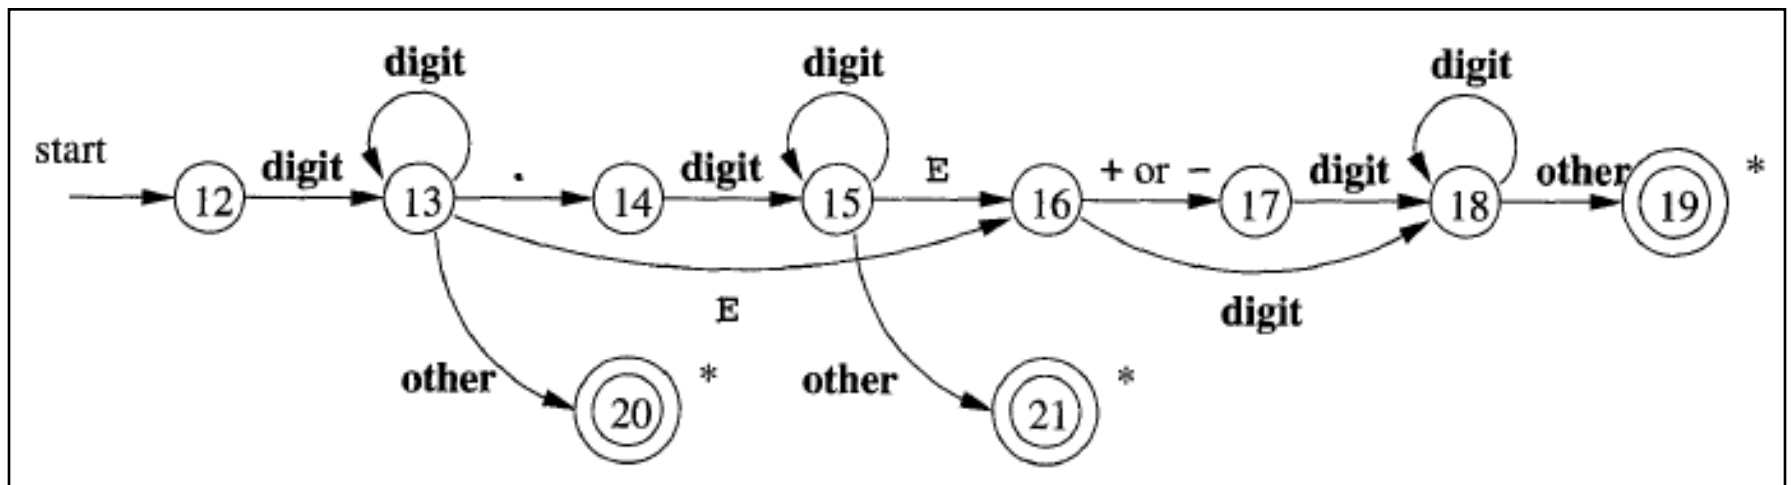 digit digit digit
start digit . digit E + or - digit other *
12 13 14 15 16 17 18 19
E digit
other * other *
20 21